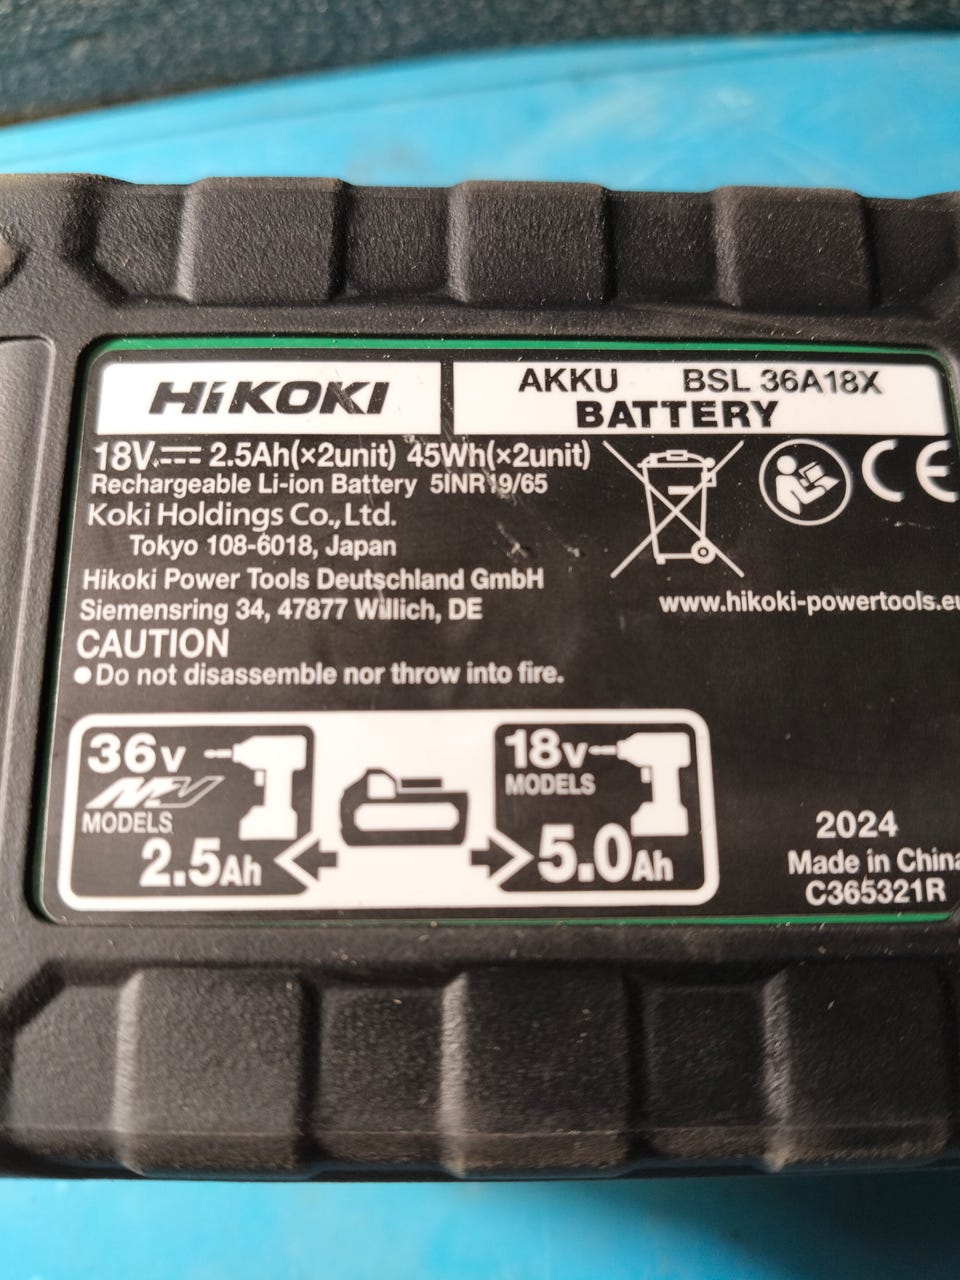 HiKOKI
AKKU BSL 36A18X
BATTERY
18V 2.5Ah(×2unit) 45Wh(×2unit)
Rechargeable Li-ion Battery 5INR19/65
Koki Holdings Co., Ltd.
Tokyo 108-6018, Japan
Hikoki Power Tools Deutschland GmbH
Siemensring 34, 47877 Willich, DE
CAUTION
●Do not disassemble nor throw into fire.
CE
www.hikoki-powertools.eu
36v
MV
MODELS
2.5Ah
18v
MODELS
5.0Ah
2024
Made in China
C365321R